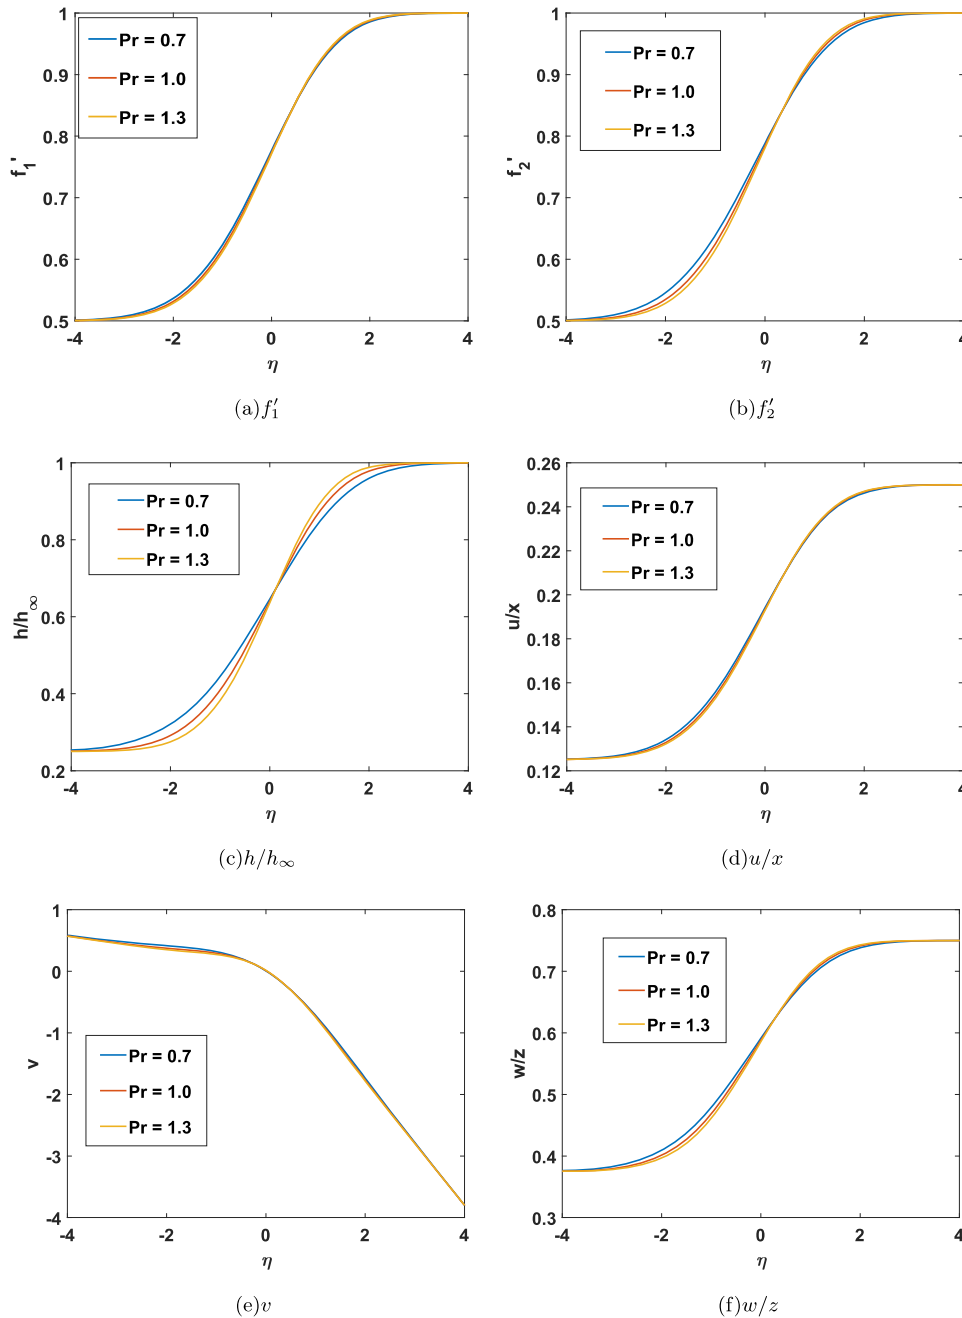 1
0.9
0.8
0.7
0.6
0.5
f₁'
Pr = 0.7
Pr = 1.0
Pr = 1.3
-4 -2 0 2 4
η
(a)f₁′
1
0.9
0.8
0.7
0.6
0.5
f₂'
Pr = 0.7
Pr = 1.0
Pr = 1.3
-4 -2 0 2 4
η
(b)f₂′
1
0.8
0.6
0.4
0.2
h/h∞
Pr = 0.7
Pr = 1.0
Pr = 1.3
-4 -2 0 2 4
η
(c)h/h∞
0.26
0.24
0.22
0.2
0.18
0.16
0.14
0.12
u/x
Pr = 0.7
Pr = 1.0
Pr = 1.3
-4 -2 0 2 4
η
(d)u/x
1
0
-1
-2
-3
-4
v
Pr = 0.7
Pr = 1.0
Pr = 1.3
-4 -2 0 2 4
η
(e)v
0.8
0.7
0.6
0.5
0.4
0.3
w/z
Pr = 0.7
Pr = 1.0
Pr = 1.3
-4 -2 0 2 4
η
(f)w/z